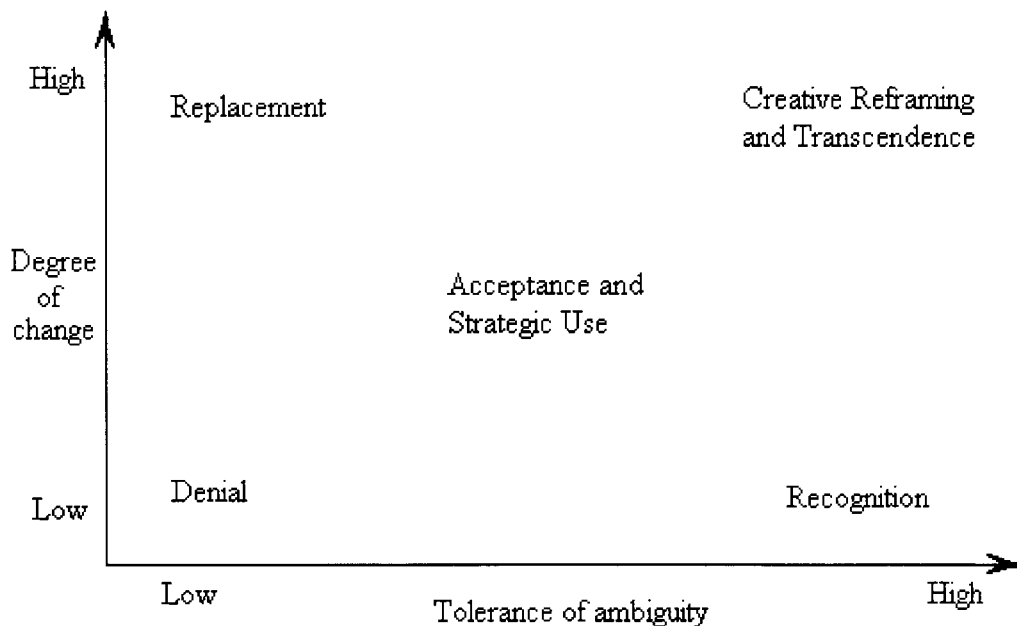 High
Replacement
Creative Reframing
and Transcendence
Degree
of
change
Acceptance and
Strategic Use
Denial
Recognition
Low
Low
High
Tolerance of ambiguity